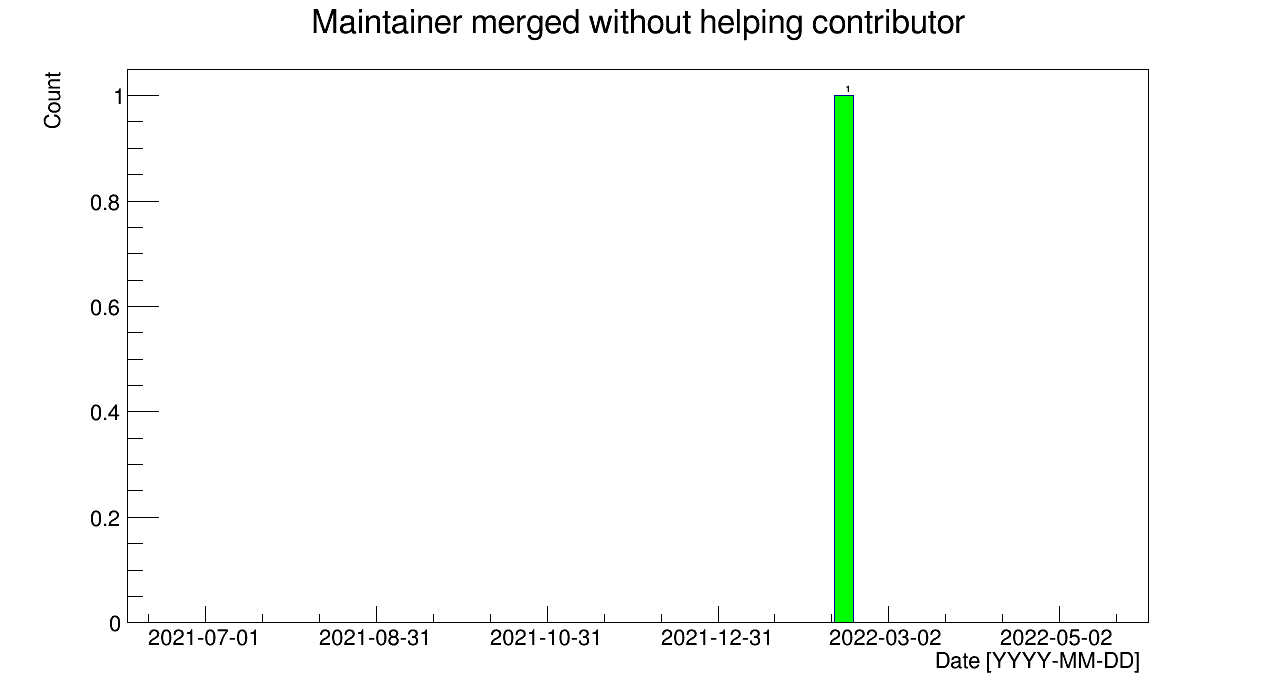 Maintainer merged without helping contributor
Count
1
1
0.8
0.6
0.4
0.2
0
2021-07-01 2021-08-31 2021-10-31 2021-12-31 2022-03-02 2022-05-02
Date [YYYY-MM-DD]